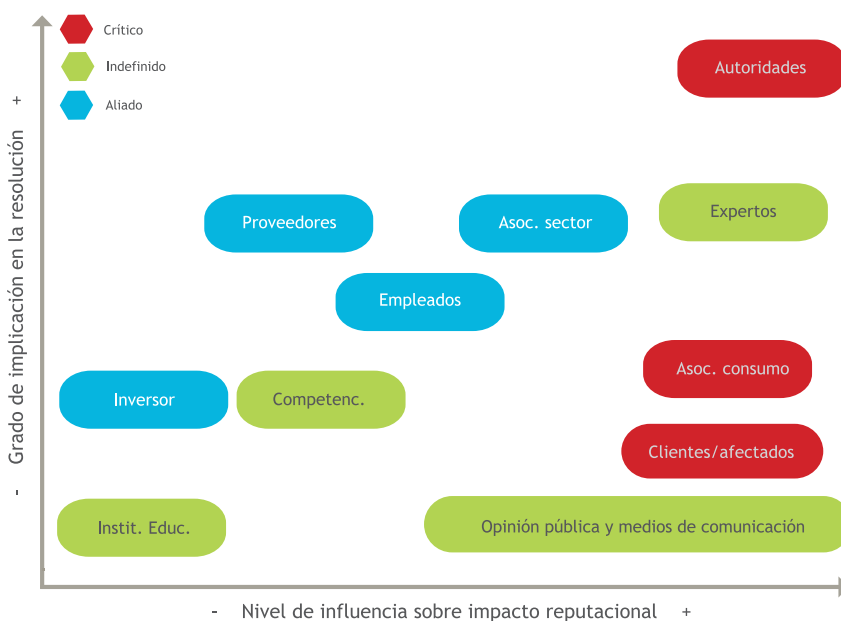 Crítico
Indefinido
Aliado
Autoridades
Proveedores
Asoc. sector
Expertos
Empleados
Asoc. consumo
Inversor
Competenc.
Clientes/afectados
Instit. Educ.
Opinión pública y medios de comunicación
- Grado de implicación en la resolución +
- Nivel de influencia sobre impacto reputacional +